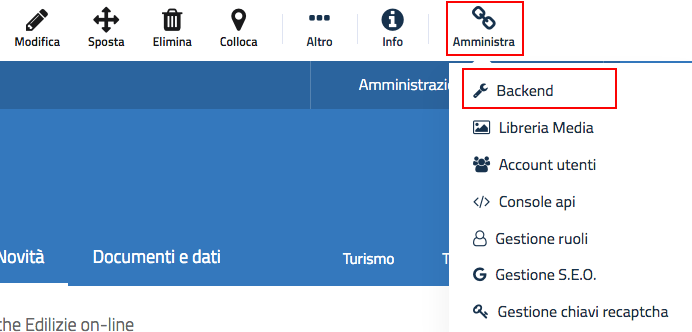 Modifica Sposta Elimina Colloca Altro Info Amministra
Backend
Libreria Media
Account utenti
</> Console api
Gestione ruoli
Gestione S.E.O.
Gestione chiavi recaptcha
Amministrazi
Novità Documenti e dati Turismo
che Edilizie on-line